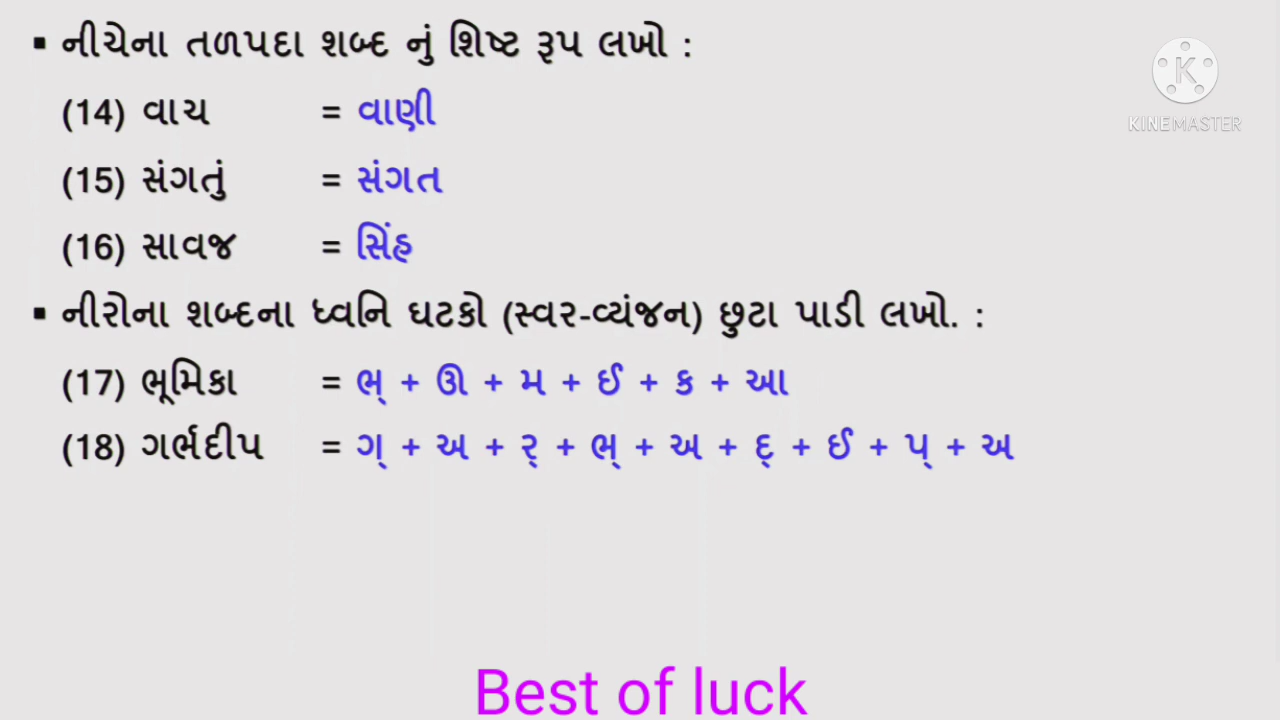 ▪ નીચેના તળપદા શબ્દ નું શિષ્ટ રૂપ લખો :
(14) વાચ = વાણી
(15) સંગતું = સંગત
(16) સાવજ = સિંહ
▪ નીરોના શબ્દના ધ્વનિ ઘટકો (સ્વર-વ્યંજન) છુટા પાડી લખો. :
(17) ભૂમિકા = ભ્ + ઊ + મ + ઈ + ક + આ
(18) ગર્ભદીપ = ગ્ + અ + ર્ + ભ્ + અ + દ્ + ઈ + પ્ + અ
K
KINEMASTER
Best of luck